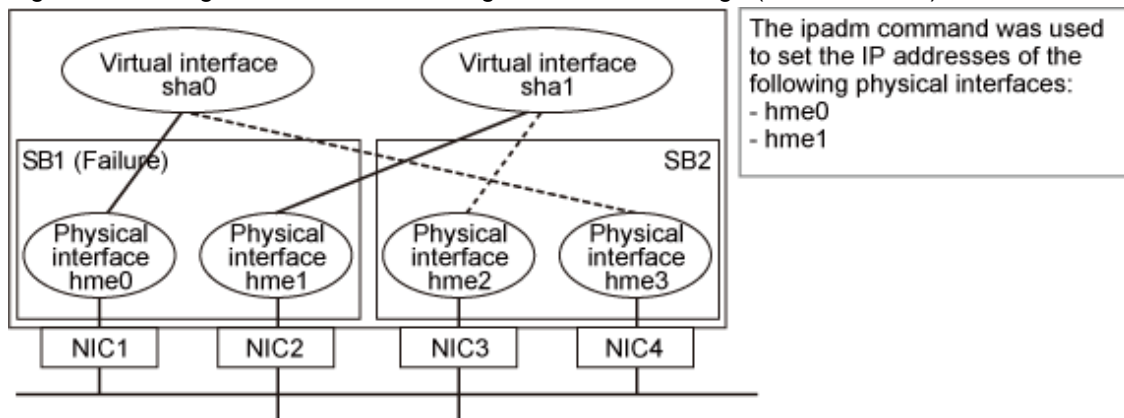 Virtual interface
sha0
Virtual interface
sha1
The ipadm command was used
to set the IP addresses of the
following physical interfaces:
- hme0
- hme1
SB1 (Failure)
SB2
Physical
interface
hme0
Physical
interface
hme1
Physical
interface
hme2
Physical
interface
hme3
NIC1
NIC2
NIC3
NIC4